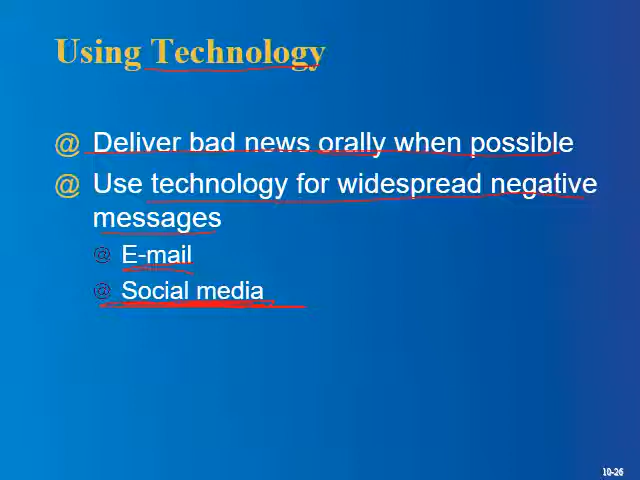 Using Technology
@ Deliver bad news orally when possible
@ Use technology for widespread negative
messages
@ E-mail
@ Social media
10-26